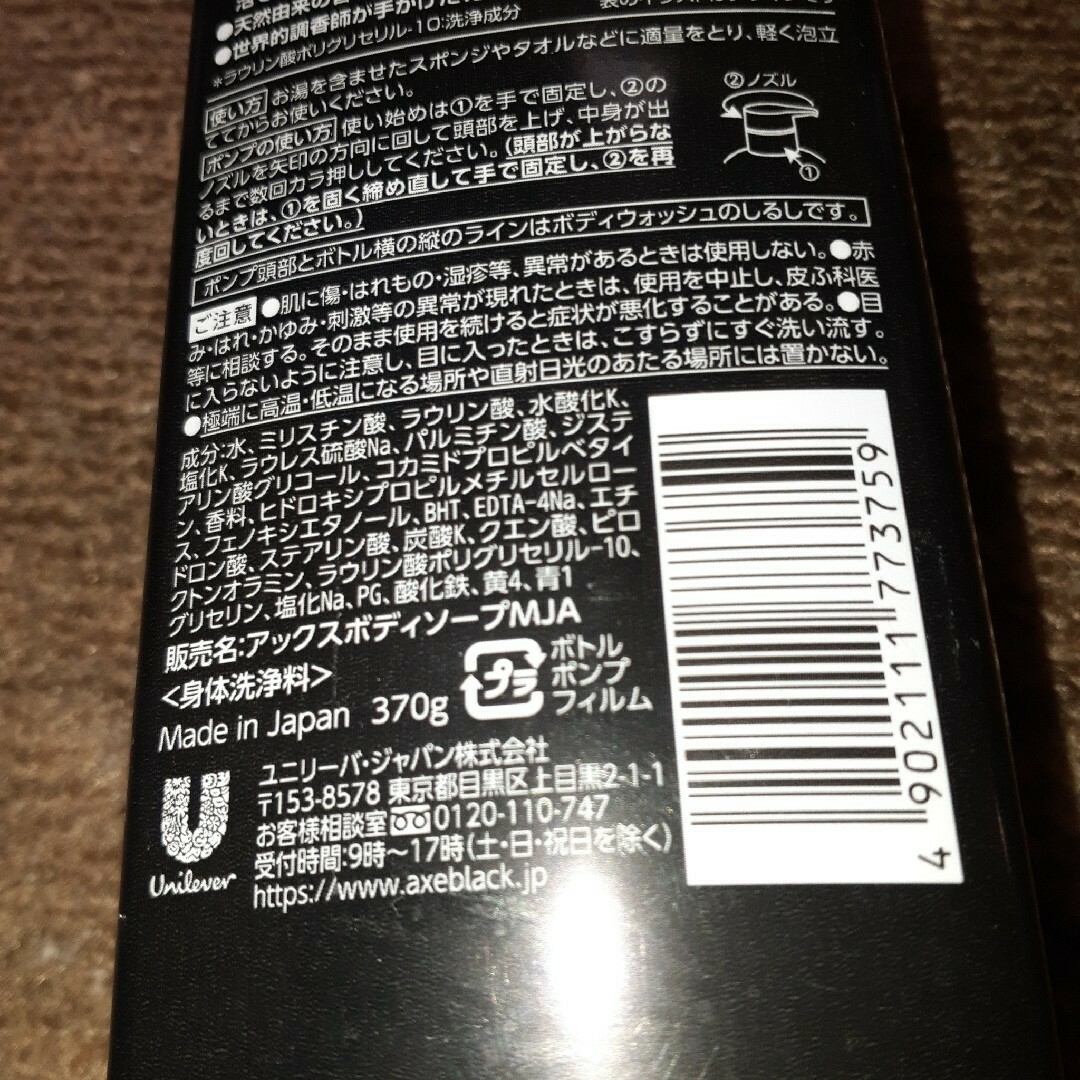 ●天然由来の
●世界的調香師が手がけた
*ラウリン酸ポリグリセリル-10:洗浄成分
使い方 お湯を含ませたスポンジやタオルなどに適量をとり、軽く泡立
ててからお使いください。
ポンプの使い方 使い始めは①を手で固定し、②の
ノズルを矢印の方向に回して頭部を上げ、中身が出
るまで数回カラ押ししてください。(頭部が上がらな
いときは、①を固く締め直して手で固定し、②を再
度回してください。)
②ノズル
①
ポンプ頭部とボトル横の縦のラインはボディウォッシュのしるしです。
ご注意 ●肌に傷・はれもの・湿疹等、異常があるときは使用しない。●赤
み・はれ・かゆみ・刺激等の異常が現れたときは、使用を中止し、皮ふ科医
等に相談する。そのまま使用を続けると症状が悪化することがある。●目
に入らないように注意し、目に入ったときは、こすらずにすぐ洗い流す。
●極端に高温・低温になる場所や直射日光のあたる場所には置かない。
成分:水、ミリスチン酸、ラウリン酸、水酸化K、
塩化K、ラウレス硫酸Na、パルミチン酸、ジステ
アリン酸グリコール、コカミドプロピルベタイ
ン、香料、ヒドロキシプロピルメチルセルロー
ス、フェノキシエタノール、BHT、EDTA-4Na、エチ
ドロン酸、ステアリン酸、炭酸K、クエン酸、ピロ
クトンオラミン、ラウリン酸ポリグリセリル-10、
グリセリン、塩化Na、PG、酸化鉄、黄4、青1
販売名:アックスボディソープMJA
<身体洗浄料>
Made in Japan 370g
プラ
ボトル
ポンプ
フィルム
Unilever
ユニリーバ・ジャパン株式会社
〒153-8578 東京都目黒区上目黒2-1-1
お客様相談室 0120-110-747
受付時間:9時～17時(土・日・祝日を除く)
https://www.axeblack.jp
4902111773759